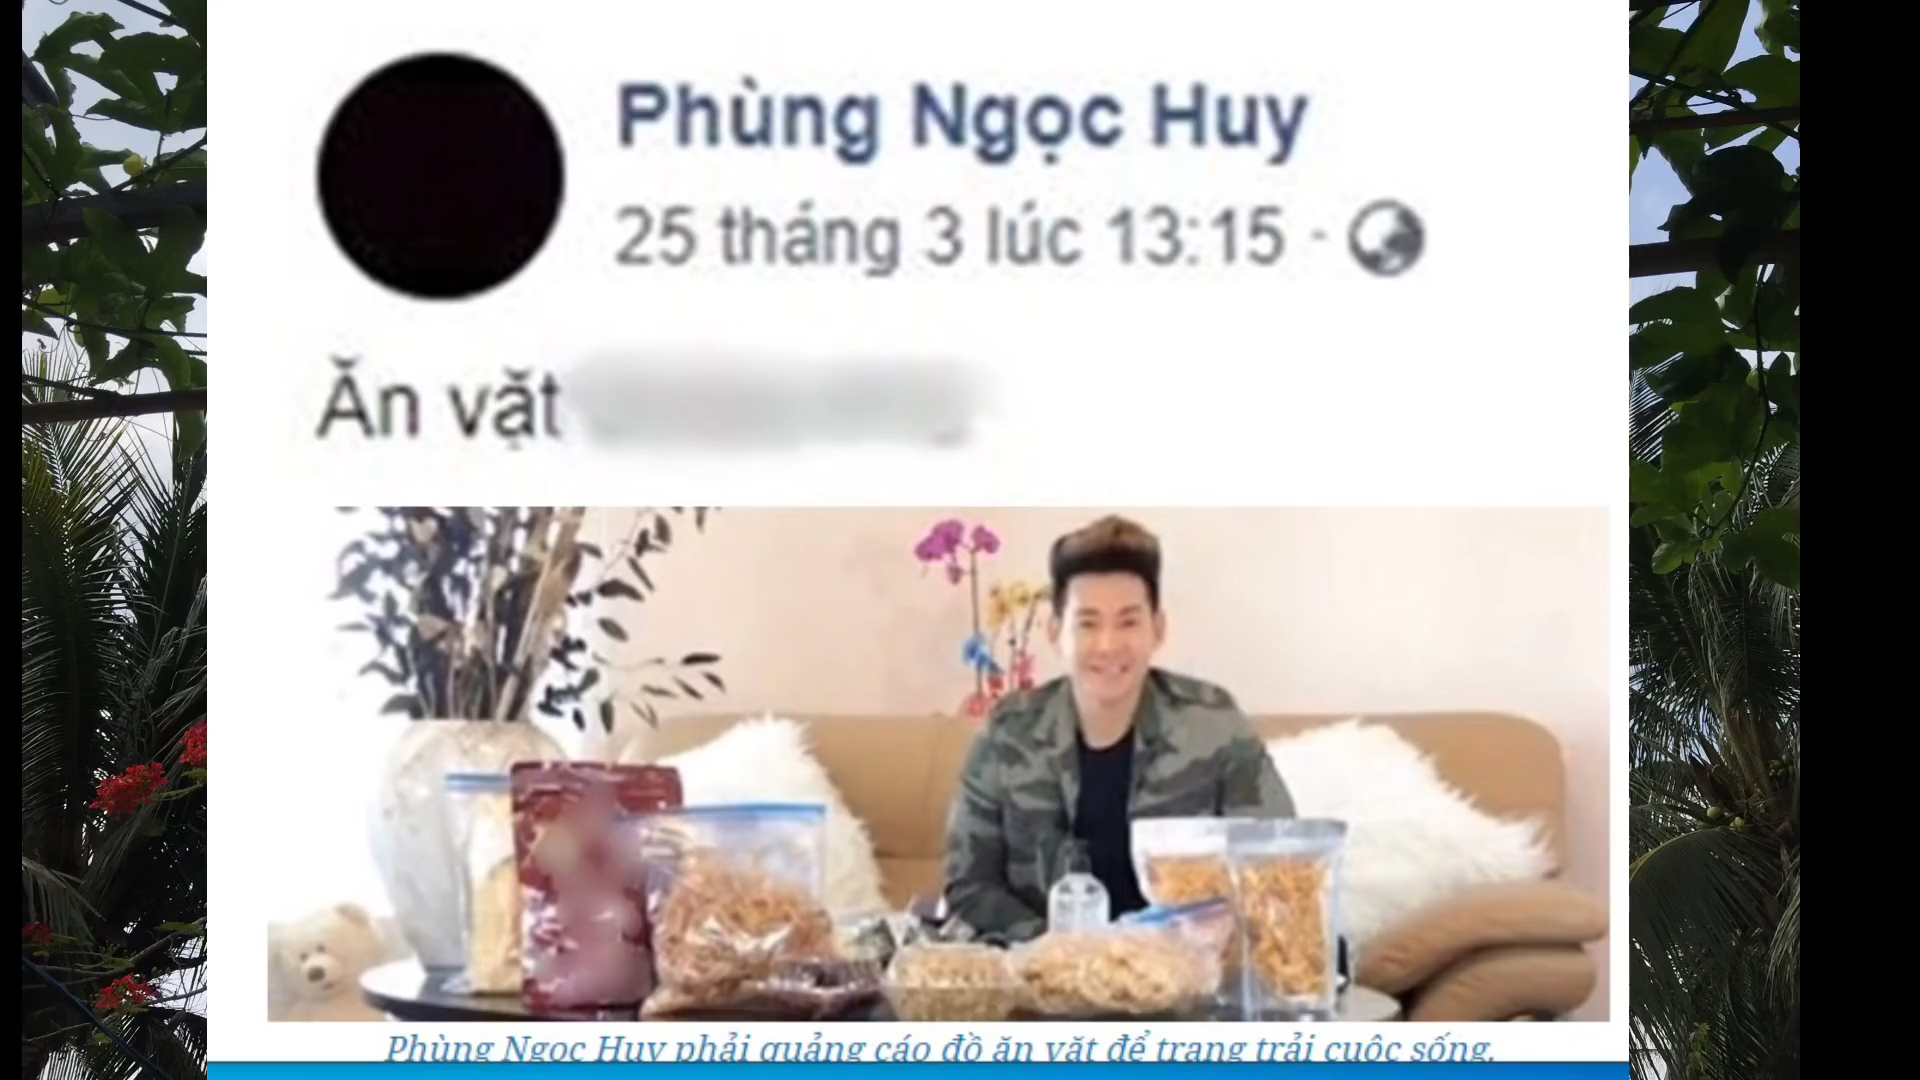 Phùng Ngọc Huy
25 tháng 3 lúc 13:15
Ăn vặt
Phùng Ngọc Huy phải quảng cáo đồ ăn vặt để trang trải cuộc sống.